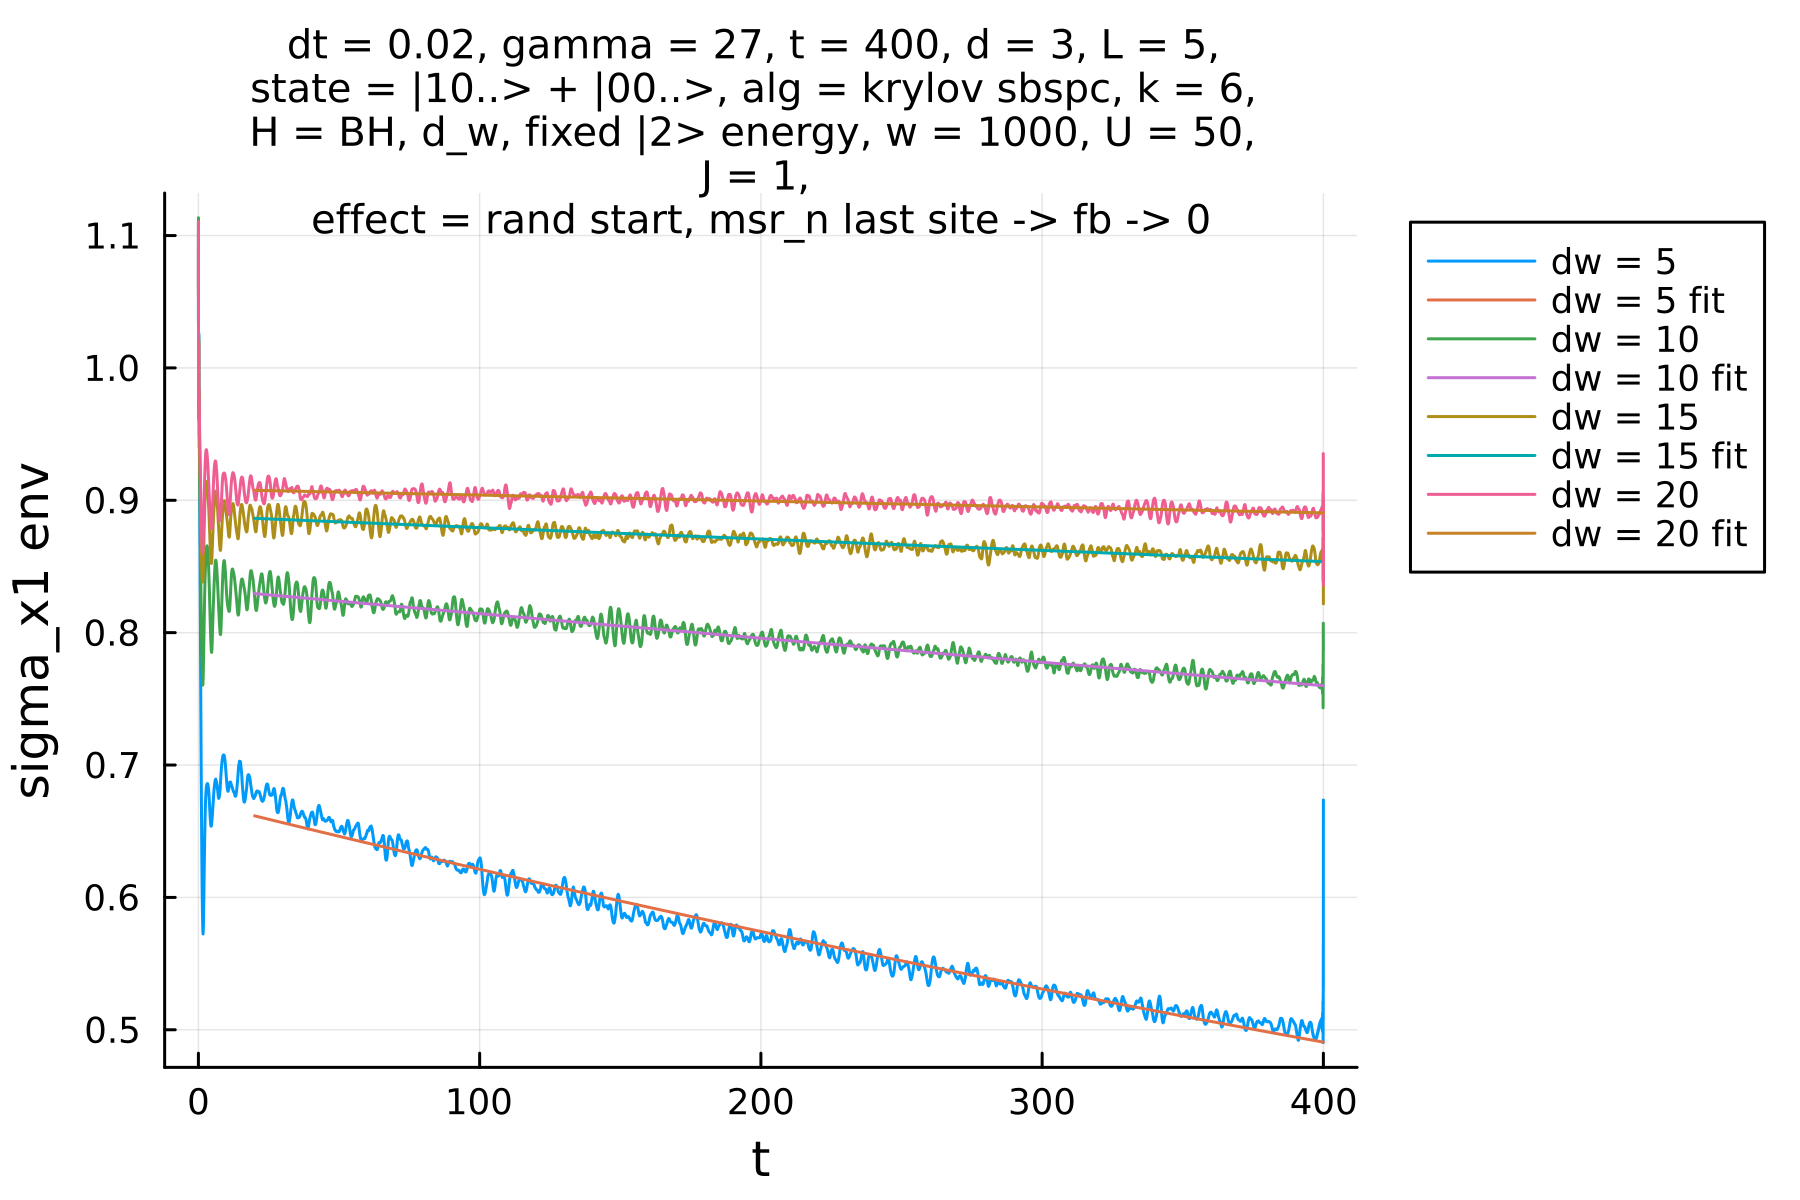 dt = 0.02, gamma = 27, t = 400, d = 3, L = 5,
state = |10..> + |00..>, alg = krylov sbspc, k = 6,
H = BH, d_w, fixed |2> energy, w = 1000, U = 50,
J = 1,
effect = rand start, msr_n last site -> fb -> 0
sigma_x1 env
1.1
1.0
0.9
0.8
0.7
0.6
0.5
0
100
200
300
400
t
dw = 5
dw = 5 fit
dw = 10
dw = 10 fit
dw = 15
dw = 15 fit
dw = 20
dw = 20 fit